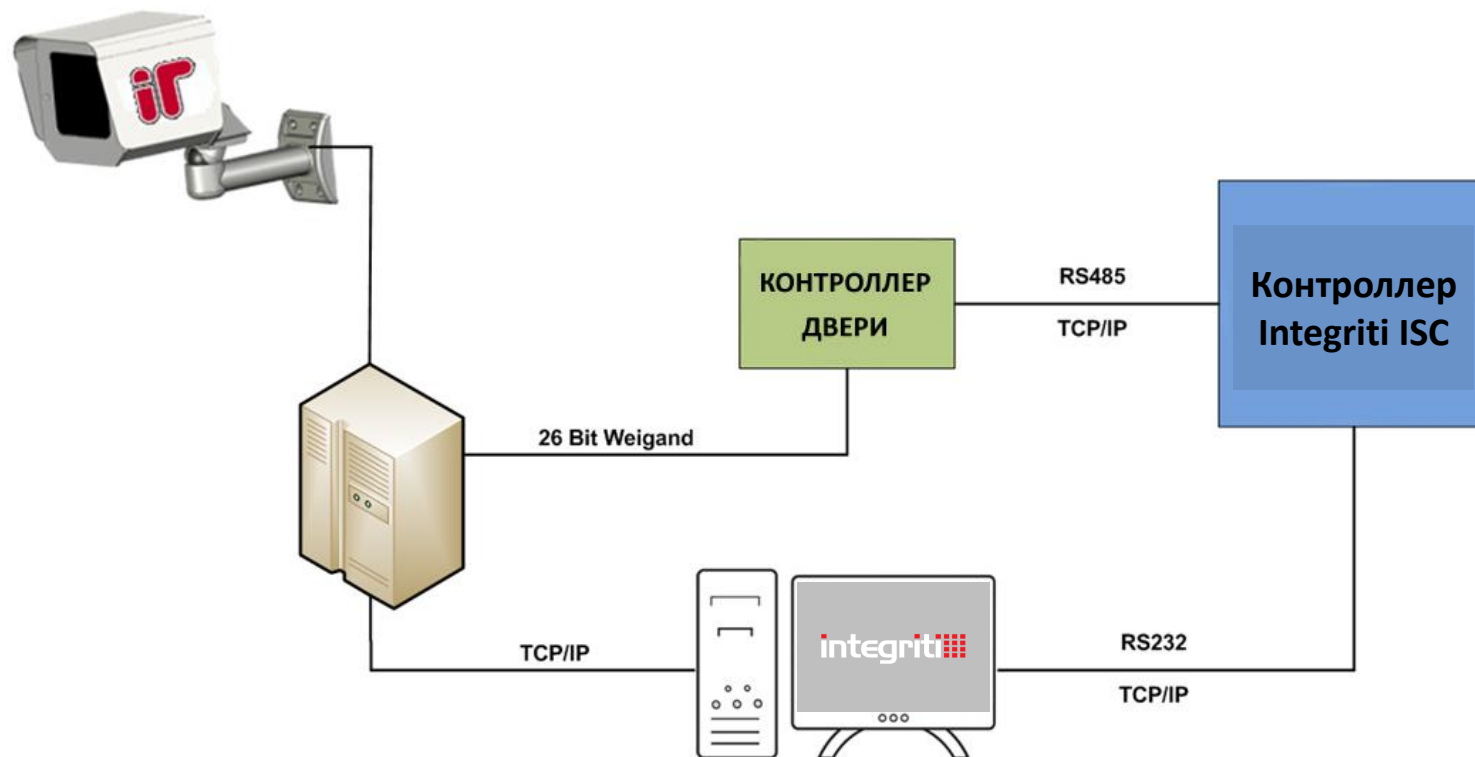 ir
КОНТРОЛЛЕР
ДВЕРИ
RS485
TCP/IP
Контроллер
Integriti ISC
26 Bit Weigand
TCP/IP
integriti
RS232
TCP/IP